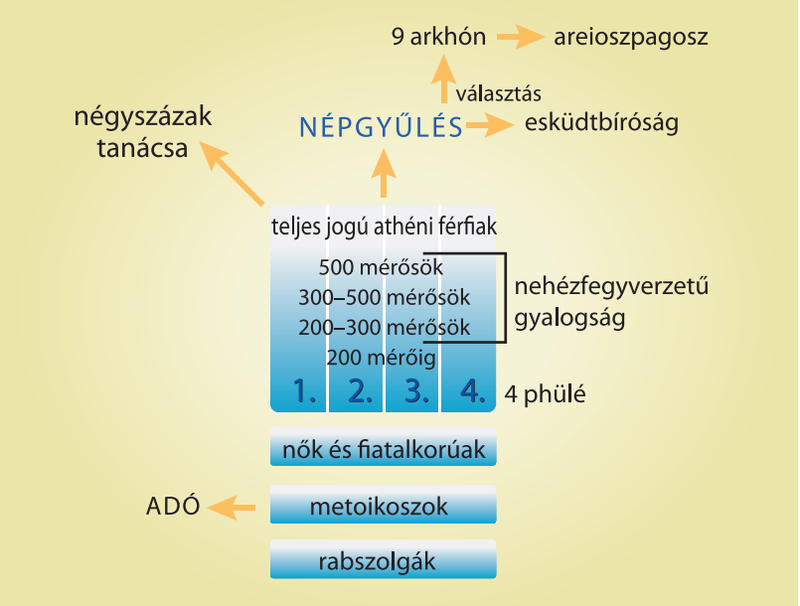 9 arkhón
areioszpagosz
választás
négyszázak
tanácsa
NÉPGYŰLÉS
esküdtbíróság
teljes jogú athéni férfiak
500 mérősök
300–500 mérősök
200–300 mérősök
200 mérőig
nehézfegyverzetű
gyalogság
1. 2. 3. 4.
4 phülé
nők és fiatalkorúak
ADÓ
metoikoszok
rabszolgák